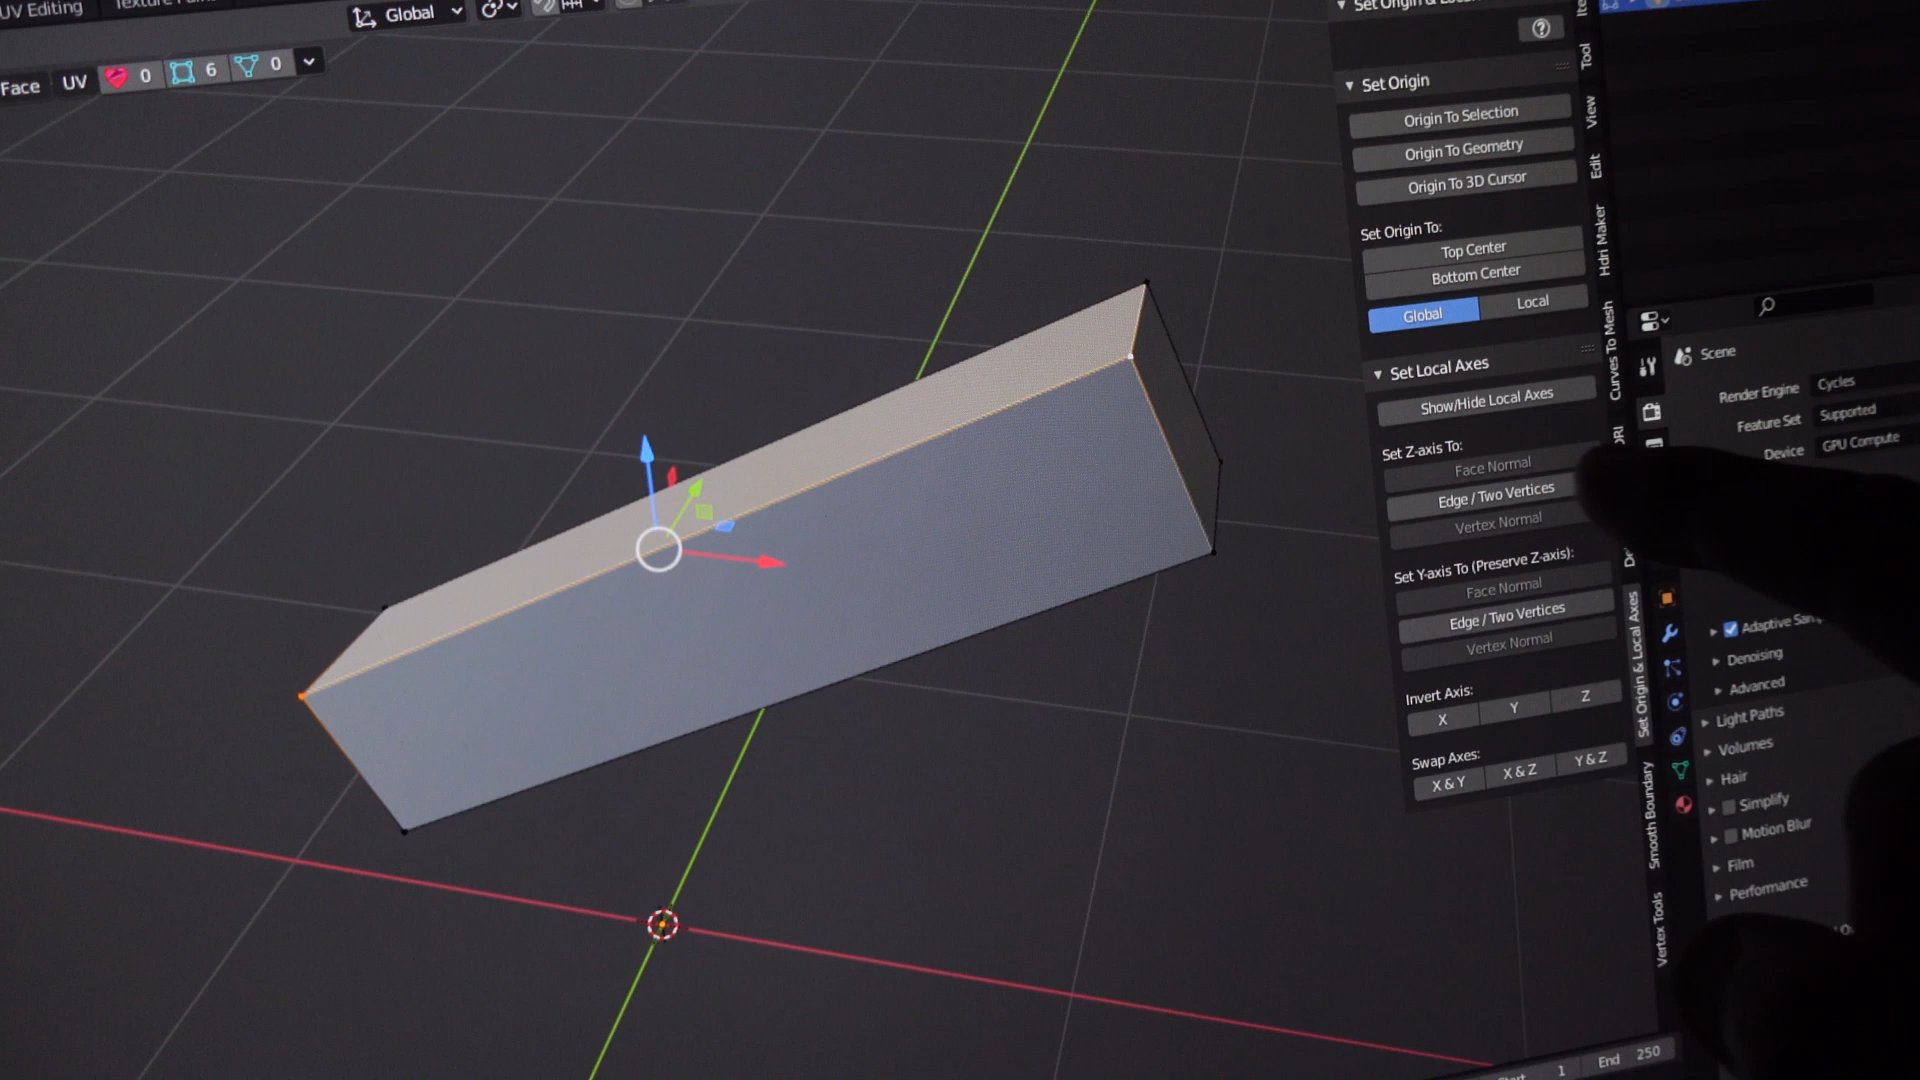 UV Editing
Global
Face UV 0 6 0
Set Origin
Origin To Selection
Origin To Geometry
Origin To 3D Cursor
Set Origin To:
Top Center
Bottom Center
Global Local
Set Local Axes
Show/Hide Local Axes
Set Z-axis To:
Face Normal
Edge / Two Vertices
Vertex Normal
Set Y-axis To (Preserve Z-axis):
Face Normal
Edge / Two Vertices
Vertex Normal
Invert Axis:
X Y Z
Swap Axes:
X & Y X & Z Y & Z
Tool
View
Edit
Hdri Maker
Curves To Mesh
Set Origin & Local Axes
Smooth Boundary
Vertex Tools
Scene
Render Engine Cycles
Feature Set Supported
Device GPU Compute
Adaptive
Denoising
Advanced
Light Paths
Volumes
Hair
Simplify
Motion Blur
Film
Performance
1 End 250